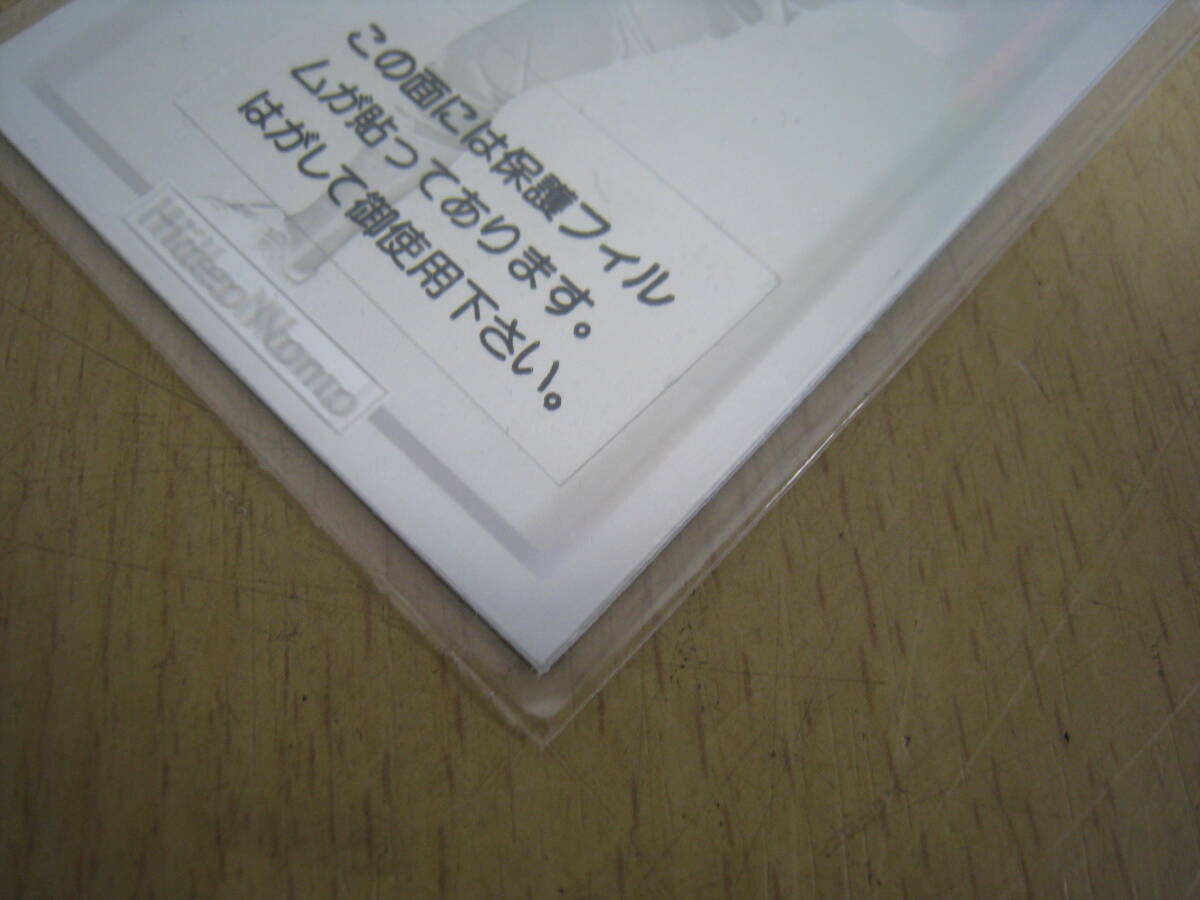 この面には保護フィル
ムが貼ってあります。
はがして御使用下さい。
Hideo Nomo